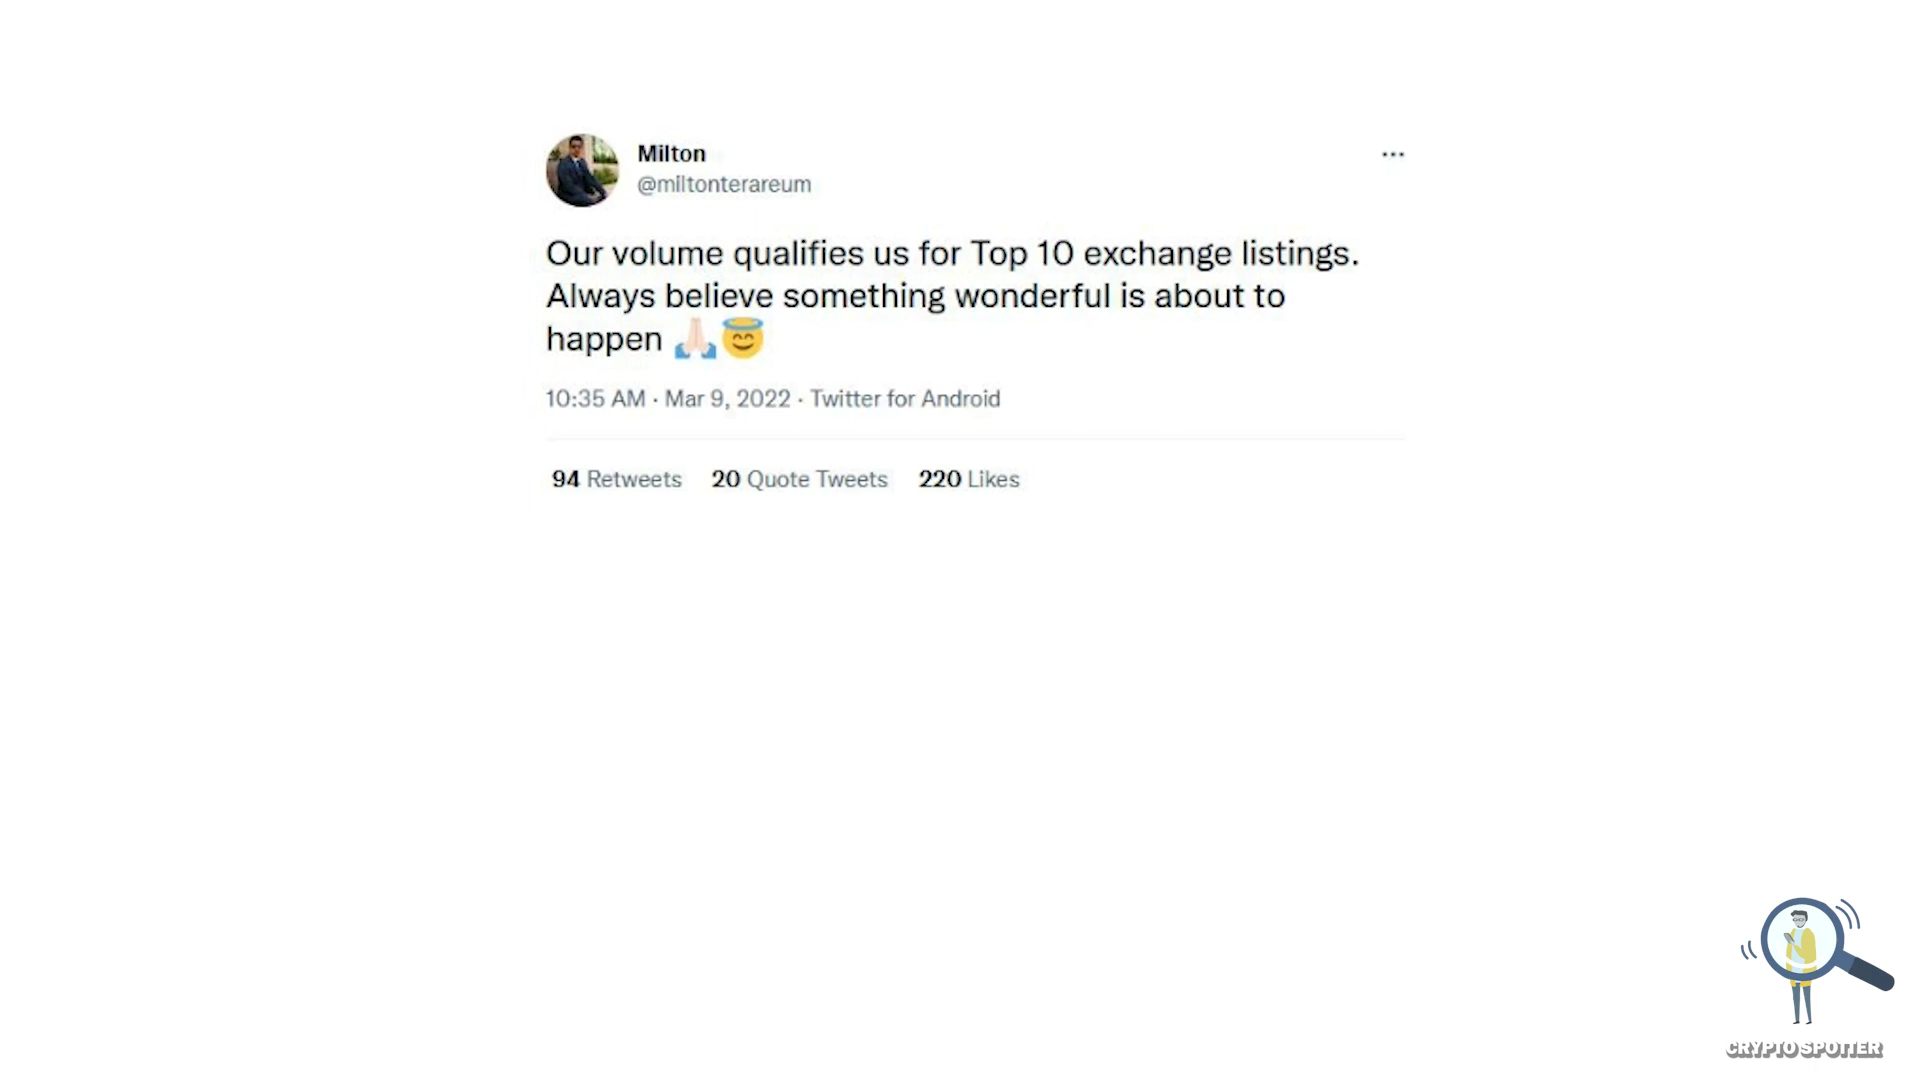 Milton
@miltonterareum
Our volume qualifies us for Top 10 exchange listings.
Always believe something wonderful is about to
happen 🙏🏻😇
10:35 AM · Mar 9, 2022 · Twitter for Android
94 Retweets 20 Quote Tweets 220 Likes
CRYPTO SPOTTER